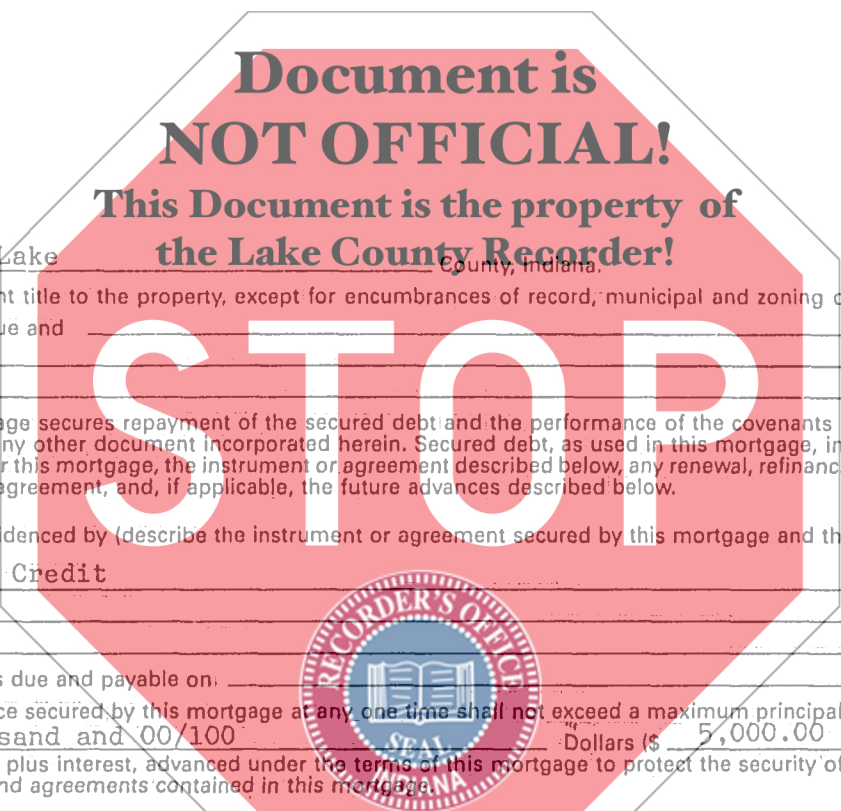 Document is
NOT OFFICIAL!
This Document is the property of
the Lake County Recorder!
Lake County, Indiana.
nt title to the property, except for encumbrances of record, municipal and zoning
ue and
STOP
age secures repayment of the secured debt and the performance of the covenants
ny other document incorporated herein. Secured debt, as used in this mortgage, in
r this mortgage, the instrument or agreement described below, any renewal, refinanc
agreement, and, if applicable, the future advances described below.
idenced by (describe the instrument or agreement secured by this mortgage and th
Credit
RECORDER'S OFFICE
SEAL
INDIANA
s due and payable on
ce secured by this mortgage at any one time shall not exceed a maximum principal
sand and 00/100 Dollars ($ 5,000.00
plus interest, advanced under the terms of this mortgage to protect the security of
nd agreements contained in this mortgage.